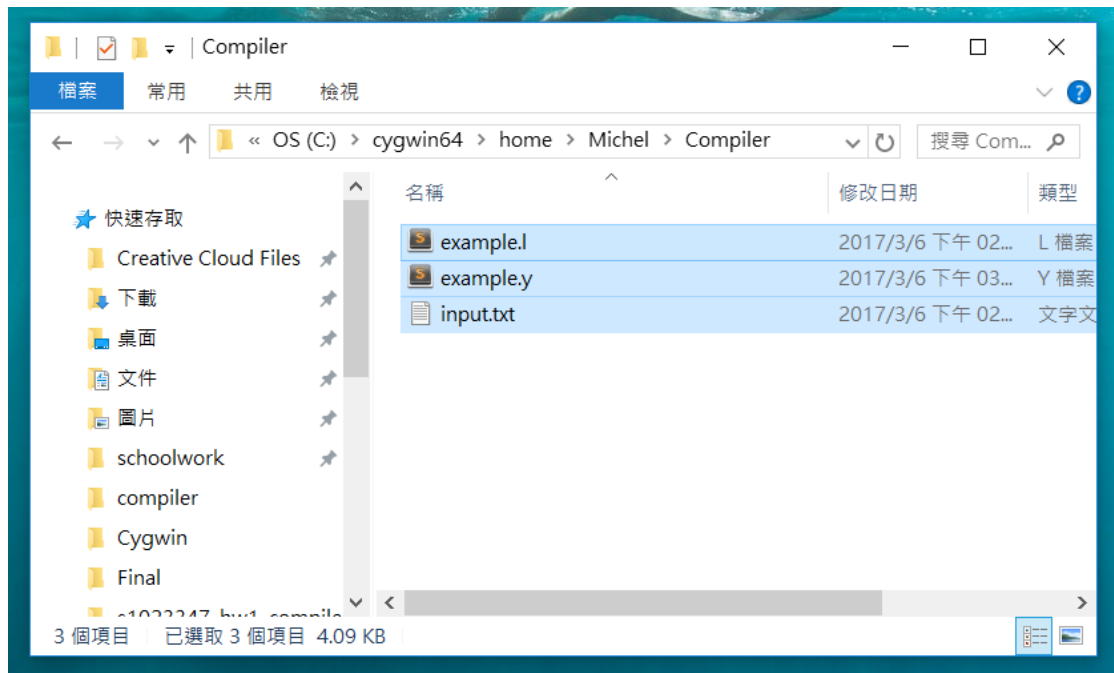 Compiler
檔案 常用 共用 檢視
« OS (C:) > cygwin64 > home > Michel > Compiler 搜尋 Com...
名稱 修改日期 類型
快速存取
Creative Cloud Files
下載
桌面
文件
圖片
schoolwork
compiler
Cygwin
Final
example.l 2017/3/6 下午 02... L 檔案
example.y 2017/3/6 下午 03... Y 檔案
input.txt 2017/3/6 下午 02... 文字文
3 個項目 已選取 3 個項目 4.09 KB